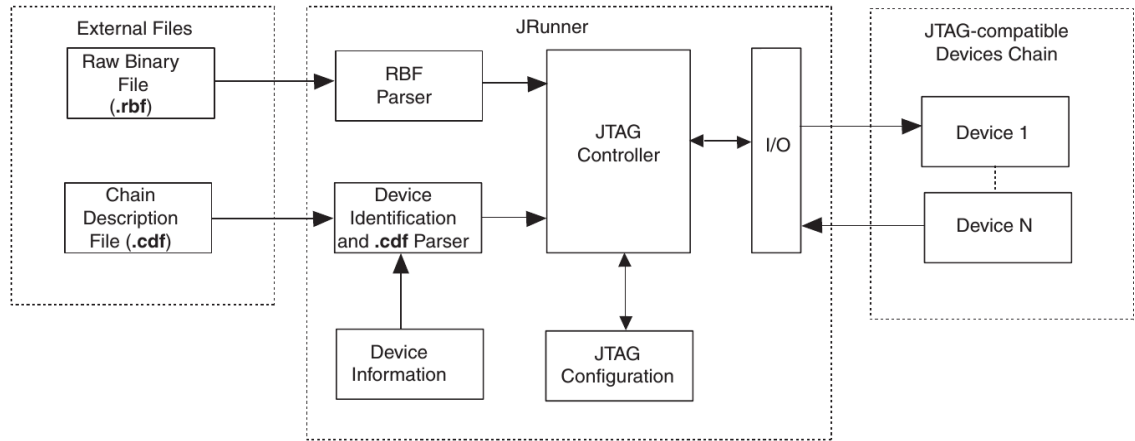 External Files
Raw Binary
File
(.rbf)
Chain
Description
File (.cdf)
JRunner
RBF
Parser
Device
Identification
and .cdf Parser
Device
Information
JTAG
Controller
JTAG
Configuration
I/O
JTAG-compatible
Devices Chain
Device 1
Device N